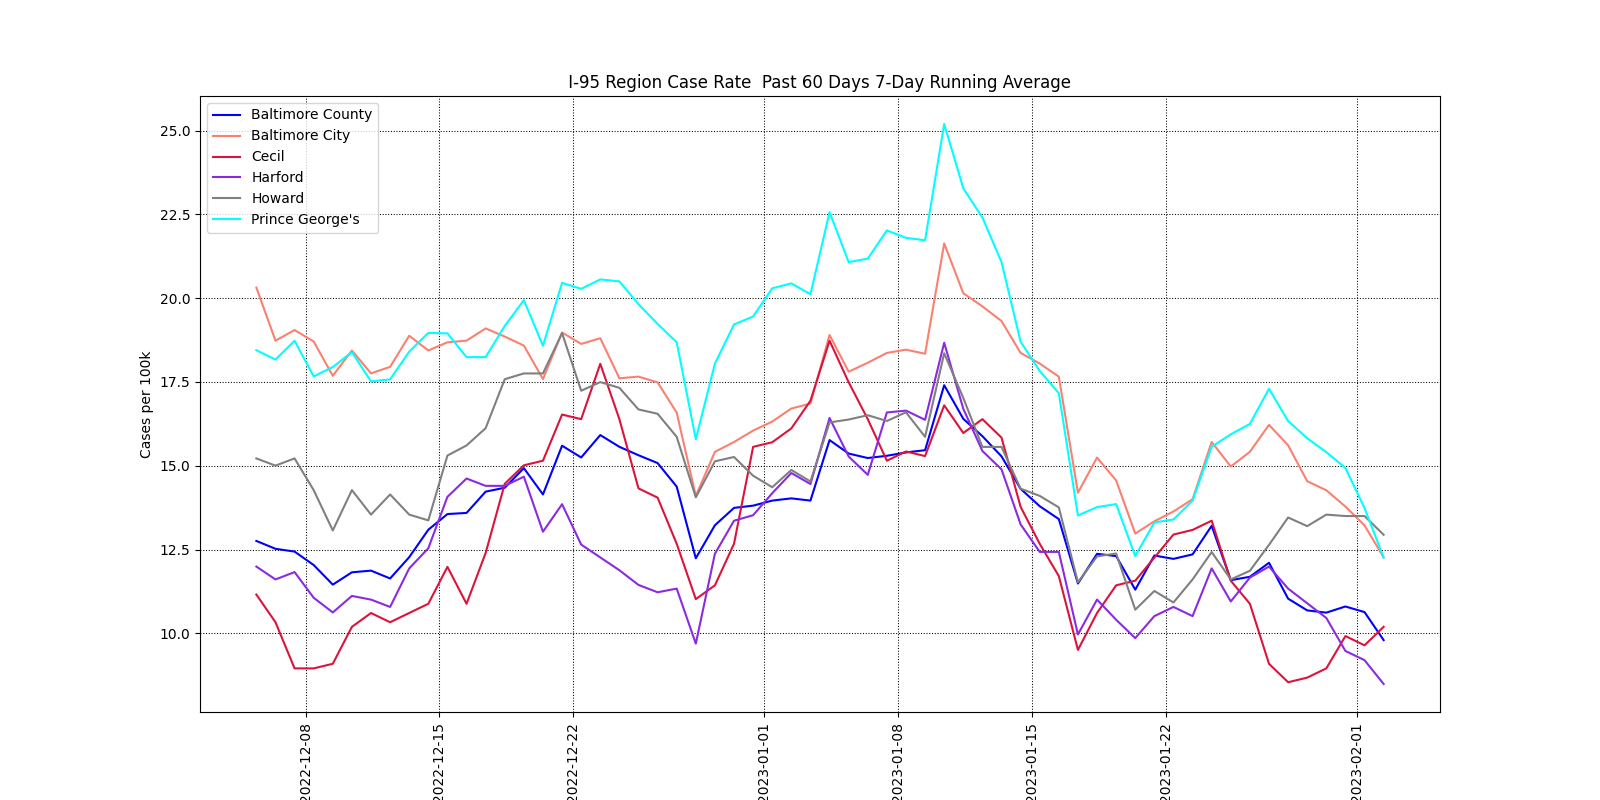 I-95 Region Case Rate  Past 60 Days 7-Day Running Average
Baltimore County
Baltimore City
Cecil
Harford
Howard
Prince George's
25.0
22.5
20.0
17.5
15.0
12.5
10.0
Cases per 100k
2022-12-08
2022-12-15
2022-12-22
2023-01-01
2023-01-08
2023-01-15
2023-01-22
2023-02-01